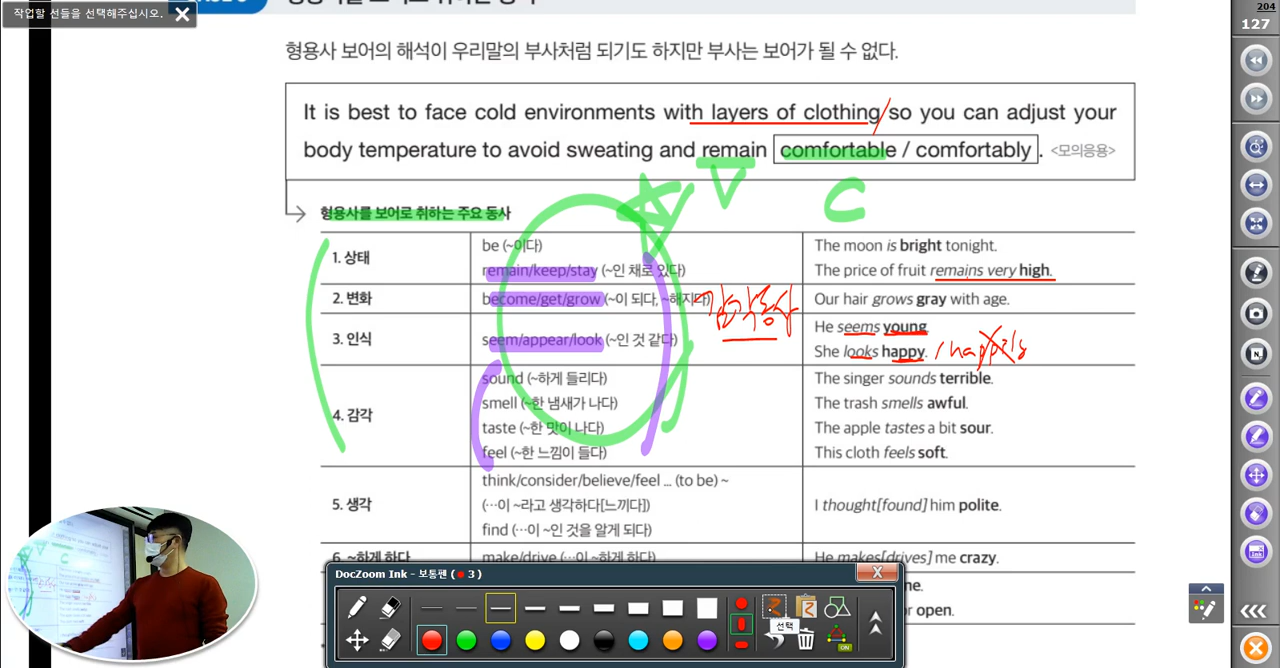 작업할 선들을 선택해주십시오.
204
127
형용사 보어의 해석이 우리말의 부사처럼 되기도 하지만 부사는 보어가 될 수 없다.
It is best to face cold environments with layers of clothing so you can adjust your
body temperature to avoid sweating and remain comfortable / comfortably. <모의응용>
V
C
형용사를 보어로 취하는 주요 동사
1. 상태
be (~이다)
The moon is bright tonight.
remain/keep/stay (~인 채로 있다)
The price of fruit remains very high.
2. 변화
become/get/grow (~이 되다, ~해지다)
Our hair grows gray with age.
감각동사
3. 인식
seem/appear/look (~인 것 같다)
He seems young
She looks happy. / happily
4. 감각
sound (~하게 들리다)
The singer sounds terrible.
smell (~한 냄새가 나다)
The trash smells awful.
taste (~한 맛이 나다)
The apple tastes a bit sour.
feel (~한 느낌이 들다)
This cloth feels soft.
5. 생각
think/consider/believe/feel ... (to be) ~
(…이 ~라고 생각하다[느끼다])
find (…이 ~인 것을 알게 되다)
I thought[found] him polite.
6. ~하게 하다
make/drive (…이 ~하게 하다)
He makes[drives] me crazy.
open.
DocZoom Ink - 보통펜 ( 3 )
선택
ON